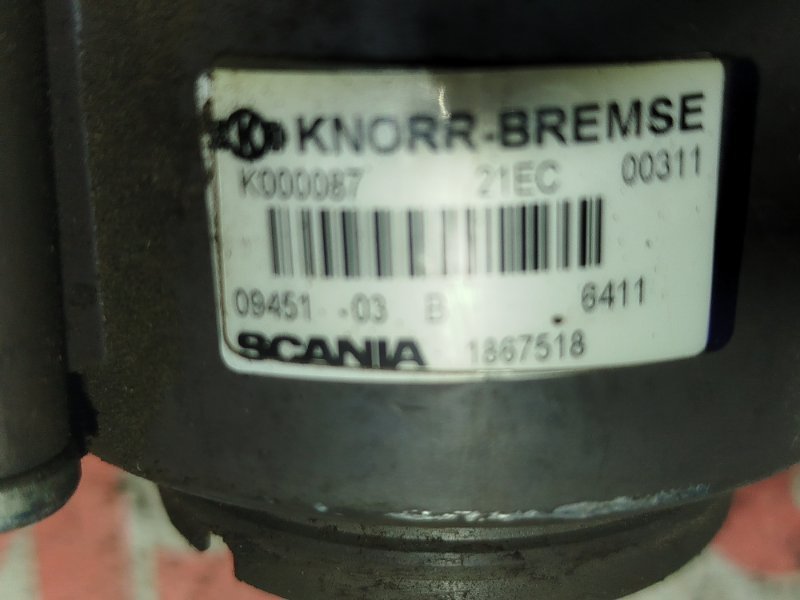 KNORR-BREMSE
K000087 21EC 00311
09451 -03 B 6411
SCANIA 1867518